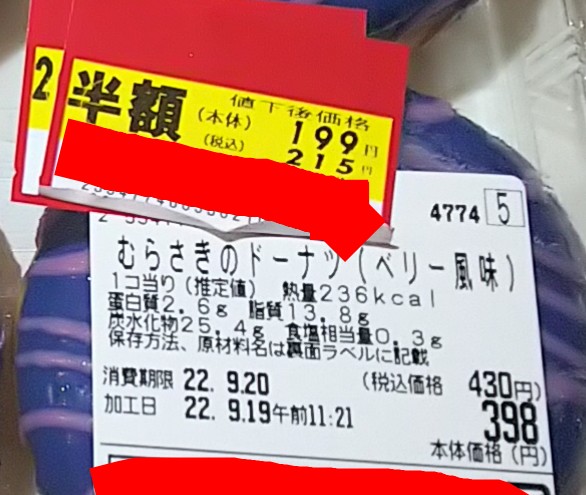 2
半額
値下後価格
(本体) 199円
(税込) 215円
4774 5
むらさきのドーナツ(ベリー風味)
1コ当り(推定値) 熱量236kcal
蛋白質2.6g 脂質13.8g
炭水化物25.4g 食塩相当量0.3g
保存方法、原材料名は裏面ラベルに記載
消費期限 22. 9.20 (税込価格 430円)
加工日 22. 9.19午前11:21 398
本体価格(円)